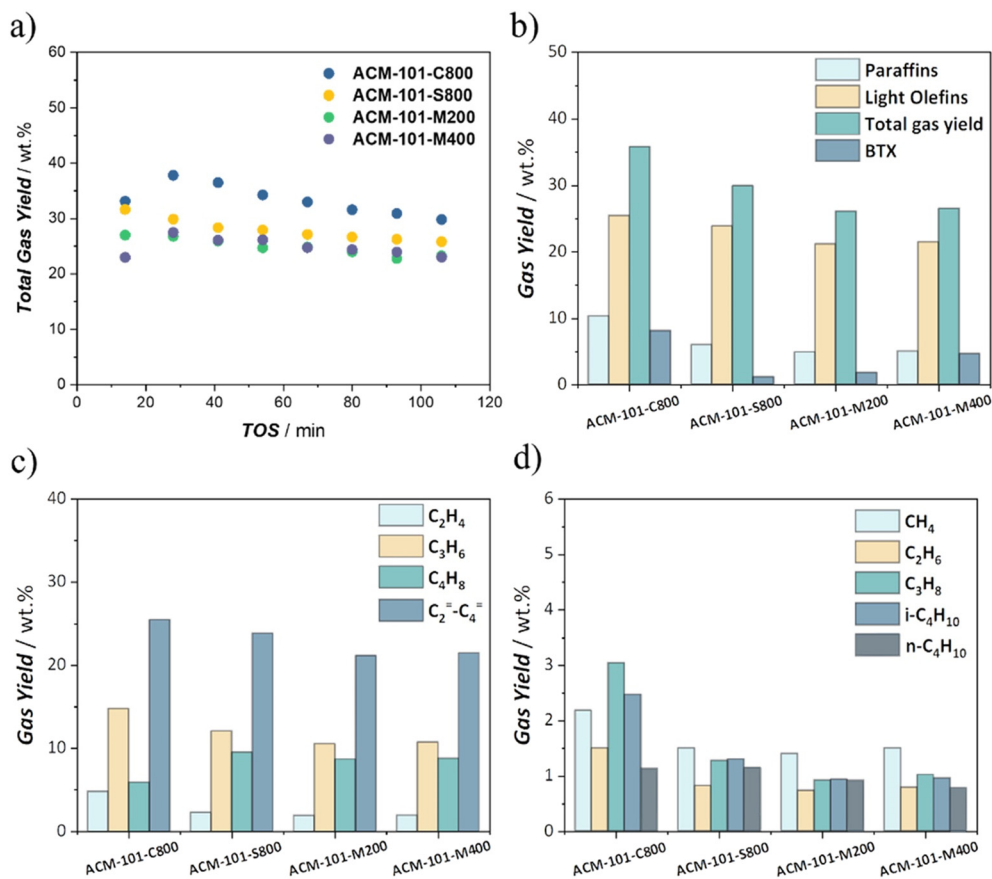 a)
Total Gas Yield / wt.%
60
50
40
30
20
10
0
0 20 40 60 80 100 120
TOS / min
ACM-101-C800
ACM-101-S800
ACM-101-M200
ACM-101-M400
b)
Gas Yield / wt.%
50
40
30
20
10
0
Paraffins
Light Olefins
Total gas yield
BTX
ACM-101-C800 ACM-101-S800 ACM-101-M200 ACM-101-M400
c)
Gas Yield / wt.%
40
30
20
10
0
C₂H₄
C₃H₆
C₄H₈
C₂⁼-C₄⁼
ACM-101-C800 ACM-101-S800 ACM-101-M200 ACM-101-M400
d)
Gas Yield / wt.%
6
5
4
3
2
1
0
CH₄
C₂H₆
C₃H₈
i-C₄H₁₀
n-C₄H₁₀
ACM-101-C800 ACM-101-S800 ACM-101-M200 ACM-101-M400